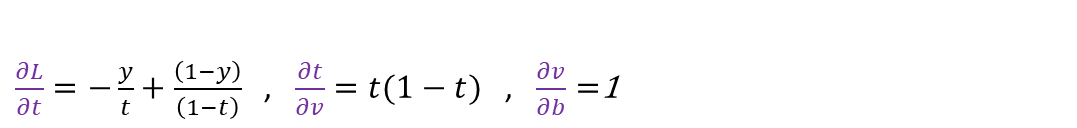 ∂L/∂t = −y/t + (1−y)/(1−t) , ∂t/∂v = t(1 − t) , ∂v/∂b = 1